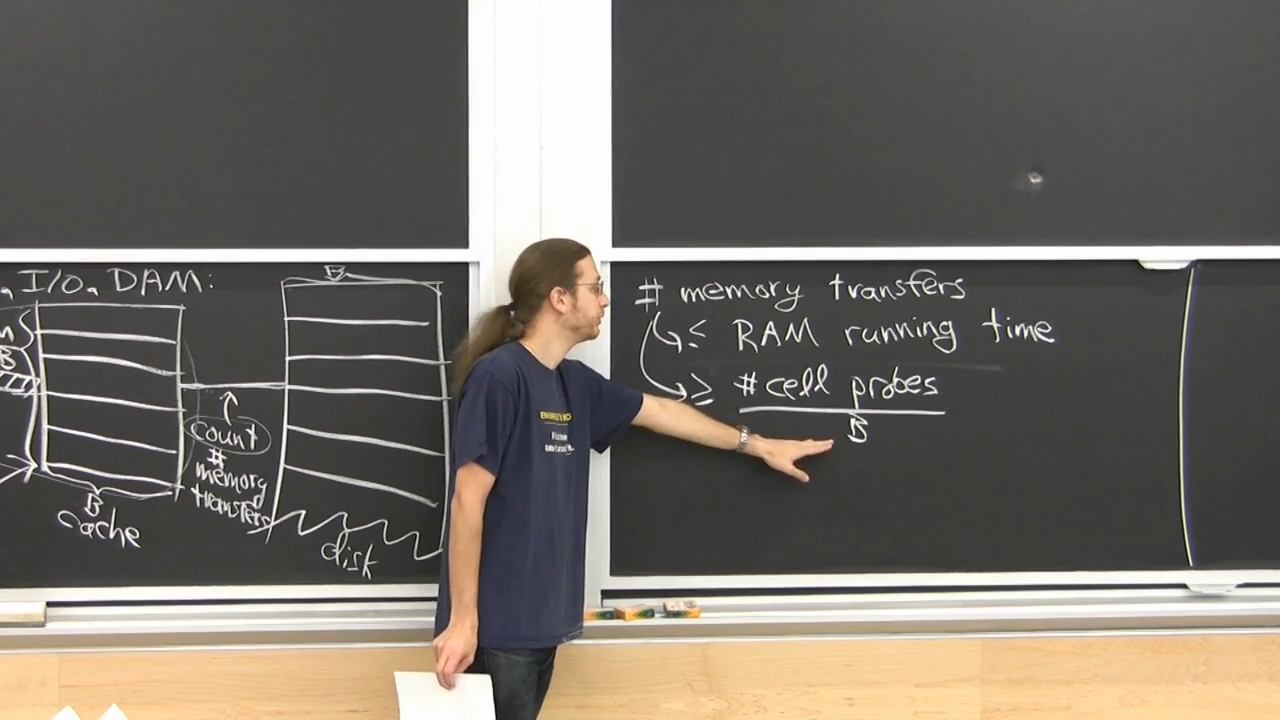 , I/O, DAM:
B
B
B
cache
count
#
memory
transfers
disk
# memory transfers
≤ RAM running time
≥ # cell probes
B